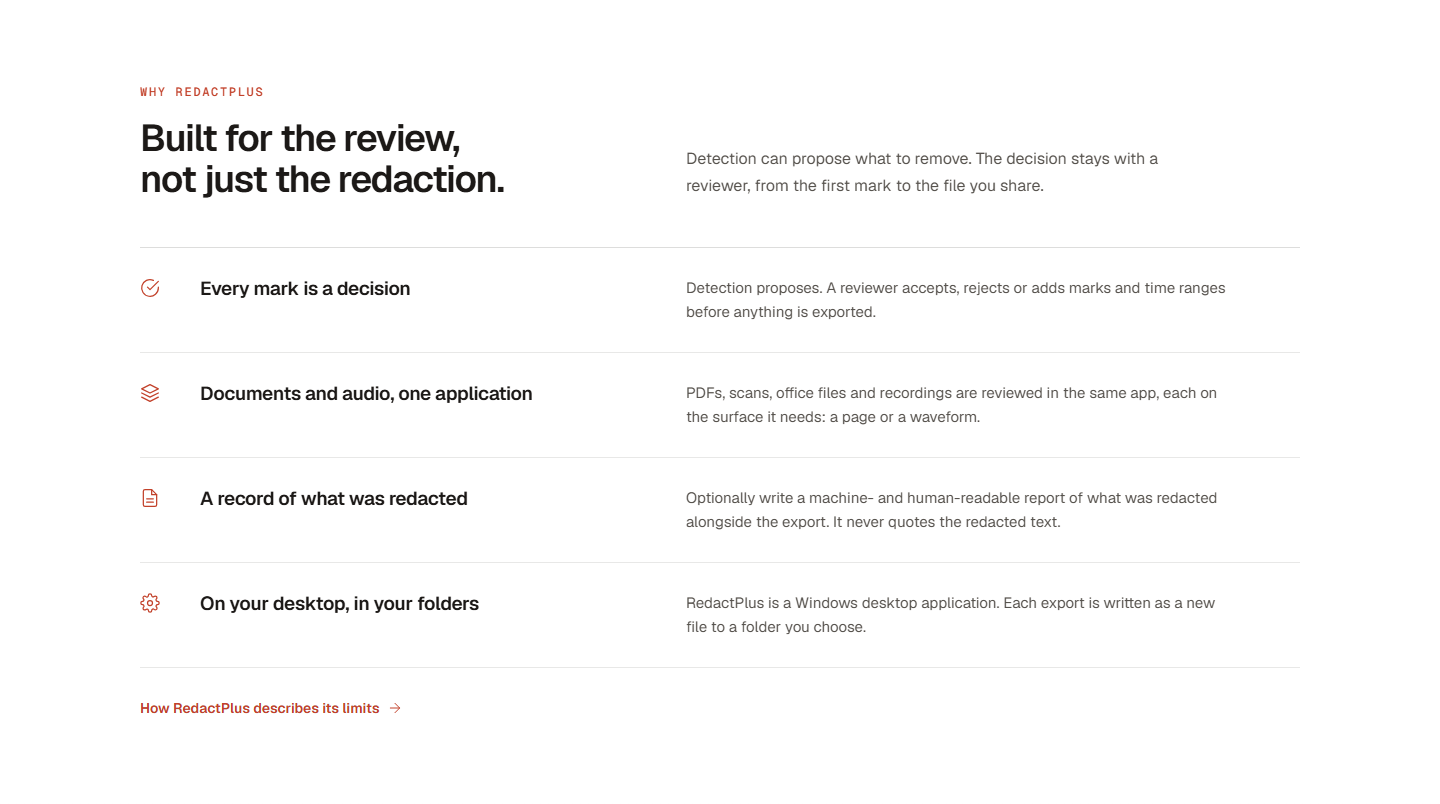 WHY REDACTPLUS
Built for the review,
not just the redaction.
Detection can propose what to remove. The decision stays with a
reviewer, from the first mark to the file you share.
Every mark is a decision
Detection proposes. A reviewer accepts, rejects or adds marks and time ranges
before anything is exported.
Documents and audio, one application
PDFs, scans, office files and recordings are reviewed in the same app, each on
the surface it needs: a page or a waveform.
A record of what was redacted
Optionally write a machine- and human-readable report of what was redacted
alongside the export. It never quotes the redacted text.
On your desktop, in your folders
RedactPlus is a Windows desktop application. Each export is written as a new
file to a folder you choose.
How RedactPlus describes its limits